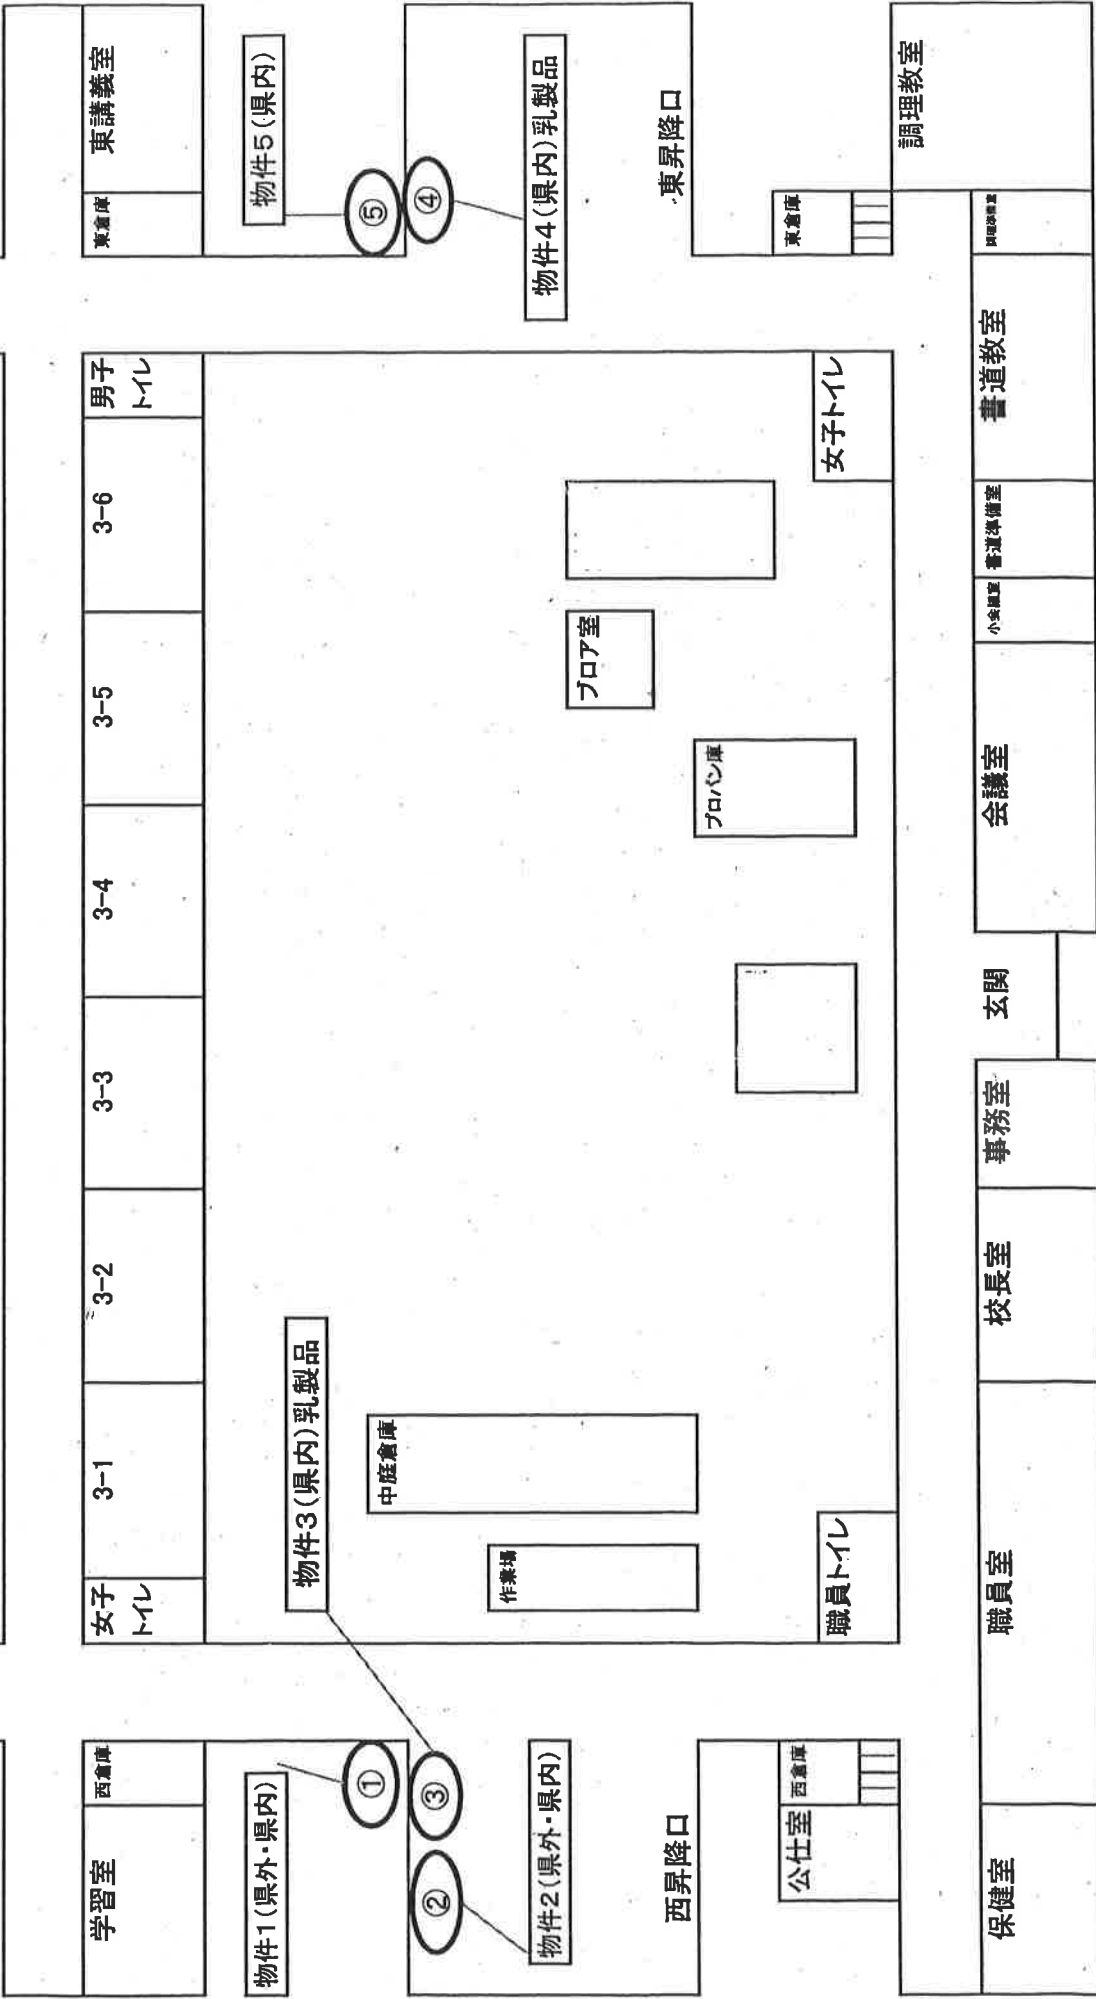 学習室
西倉庫
女子
トイレ
3-1
3-2
3-3
3-4
3-5
3-6
男子
トイレ
東倉庫
東講義室
物件1(県外・県内)
物件3(県内)乳製品
物件5(県内)
①
⑤
②
③
④
中庭倉庫
作業場
物件2(県外・県内)
物件4(県内)乳製品
ブロア室
プロパン庫
西昇降口
東昇降口
公仕室
西倉庫
職員トイレ
女子トイレ
東倉庫
調理教室
保健室
職員室
校長室
事務室
玄関
会議室
小会議室
書道準備室
書道教室
調理準備室